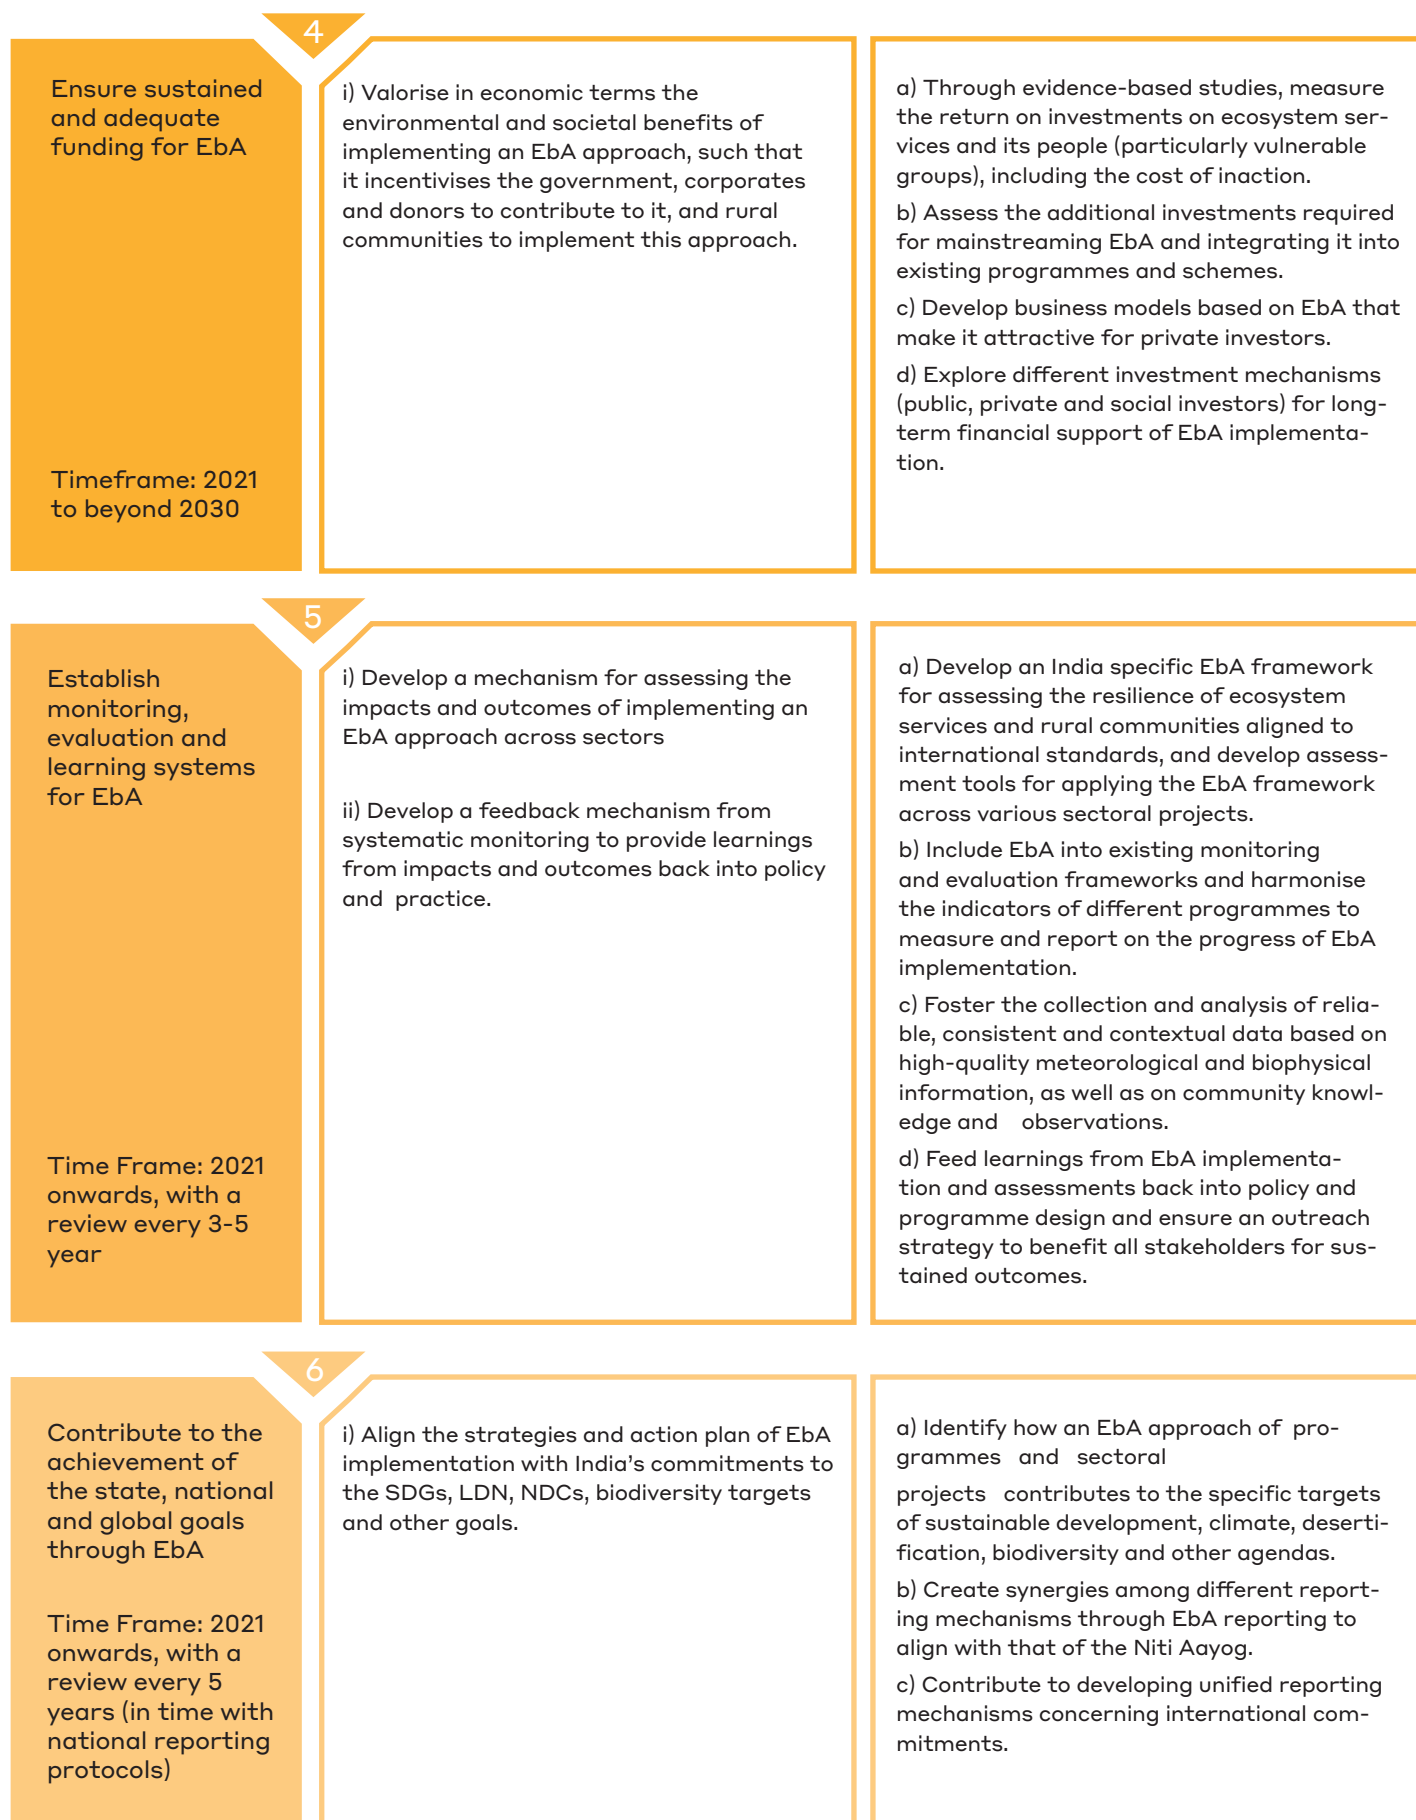 4
Ensure sustained
and adequate
funding for EbA
Timeframe: 2021
to beyond 2030
i) Valorise in economic terms the
environmental and societal benefits of
implementing an EbA approach, such that
it incentivises the government, corporates
and donors to contribute to it, and rural
communities to implement this approach.
a) Through evidence-based studies, measure
the return on investments on ecosystem ser-
vices and its people (particularly vulnerable
groups), including the cost of inaction.
b) Assess the additional investments required
for mainstreaming EbA and integrating it into
existing programmes and schemes.
c) Develop business models based on EbA that
make it attractive for private investors.
d) Explore different investment mechanisms
(public, private and social investors) for long-
term financial support of EbA implementa-
tion.
5
Establish
monitoring,
evaluation and
learning systems
for EbA
Time Frame: 2021
onwards, with a
review every 3-5
year
i) Develop a mechanism for assessing the
impacts and outcomes of implementing an
EbA approach across sectors
ii) Develop a feedback mechanism from
systematic monitoring to provide learnings
from impacts and outcomes back into policy
and practice.
a) Develop an India specific EbA framework
for assessing the resilience of ecosystem
services and rural communities aligned to
international standards, and develop assess-
ment tools for applying the EbA framework
across various sectoral projects.
b) Include EbA into existing monitoring
and evaluation frameworks and harmonise
the indicators of different programmes to
measure and report on the progress of EbA
implementation.
c) Foster the collection and analysis of relia-
ble, consistent and contextual data based on
high-quality meteorological and biophysical
information, as well as on community knowl-
edge and observations.
d) Feed learnings from EbA implementa-
tion and assessments back into policy and
programme design and ensure an outreach
strategy to benefit all stakeholders for sus-
tained outcomes.
6
Contribute to the
achievement of
the state, national
and global goals
through EbA
Time Frame: 2021
onwards, with a
review every 5
years (in time with
national reporting
protocols)
i) Align the strategies and action plan of EbA
implementation with India's commitments to
the SDGs, LDN, NDCs, biodiversity targets
and other goals.
a) Identify how an EbA approach of pro-
grammes and sectoral
projects contributes to the specific targets
of sustainable development, climate, deserti-
fication, biodiversity and other agendas.
b) Create synergies among different report-
ing mechanisms through EbA reporting to
align with that of the Niti Aayog.
c) Contribute to developing unified reporting
mechanisms concerning international com-
mitments.